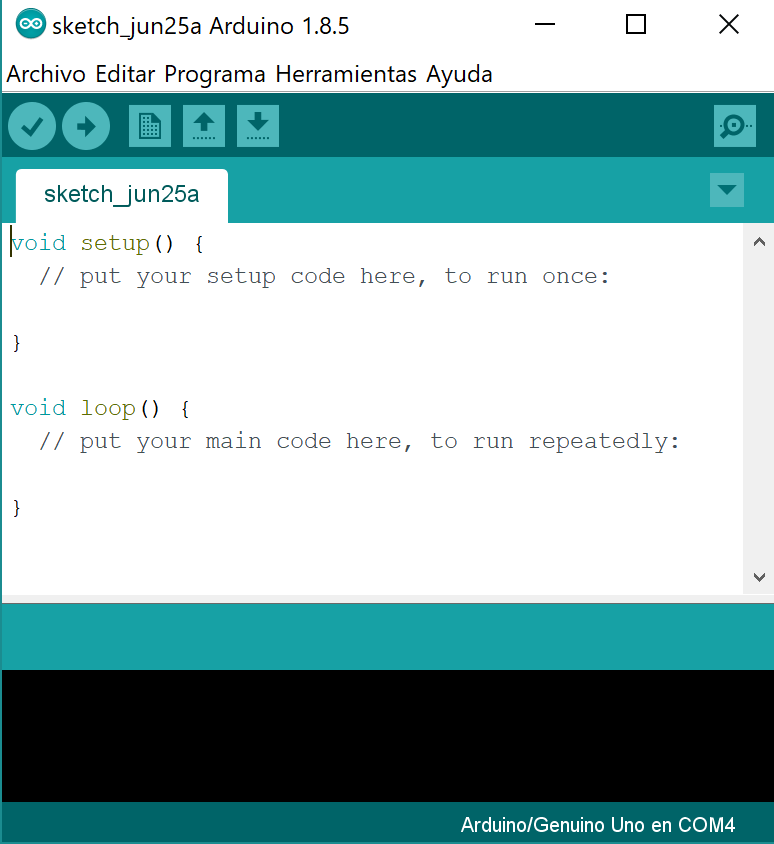 sketch_jun25a Arduino 1.8.5
Archivo Editar Programa Herramientas Ayuda
sketch_jun25a
void setup() {
  // put your setup code here, to run once:
}
void loop() {
  // put your main code here, to run repeatedly:
}
Arduino/Genuino Uno en COM4